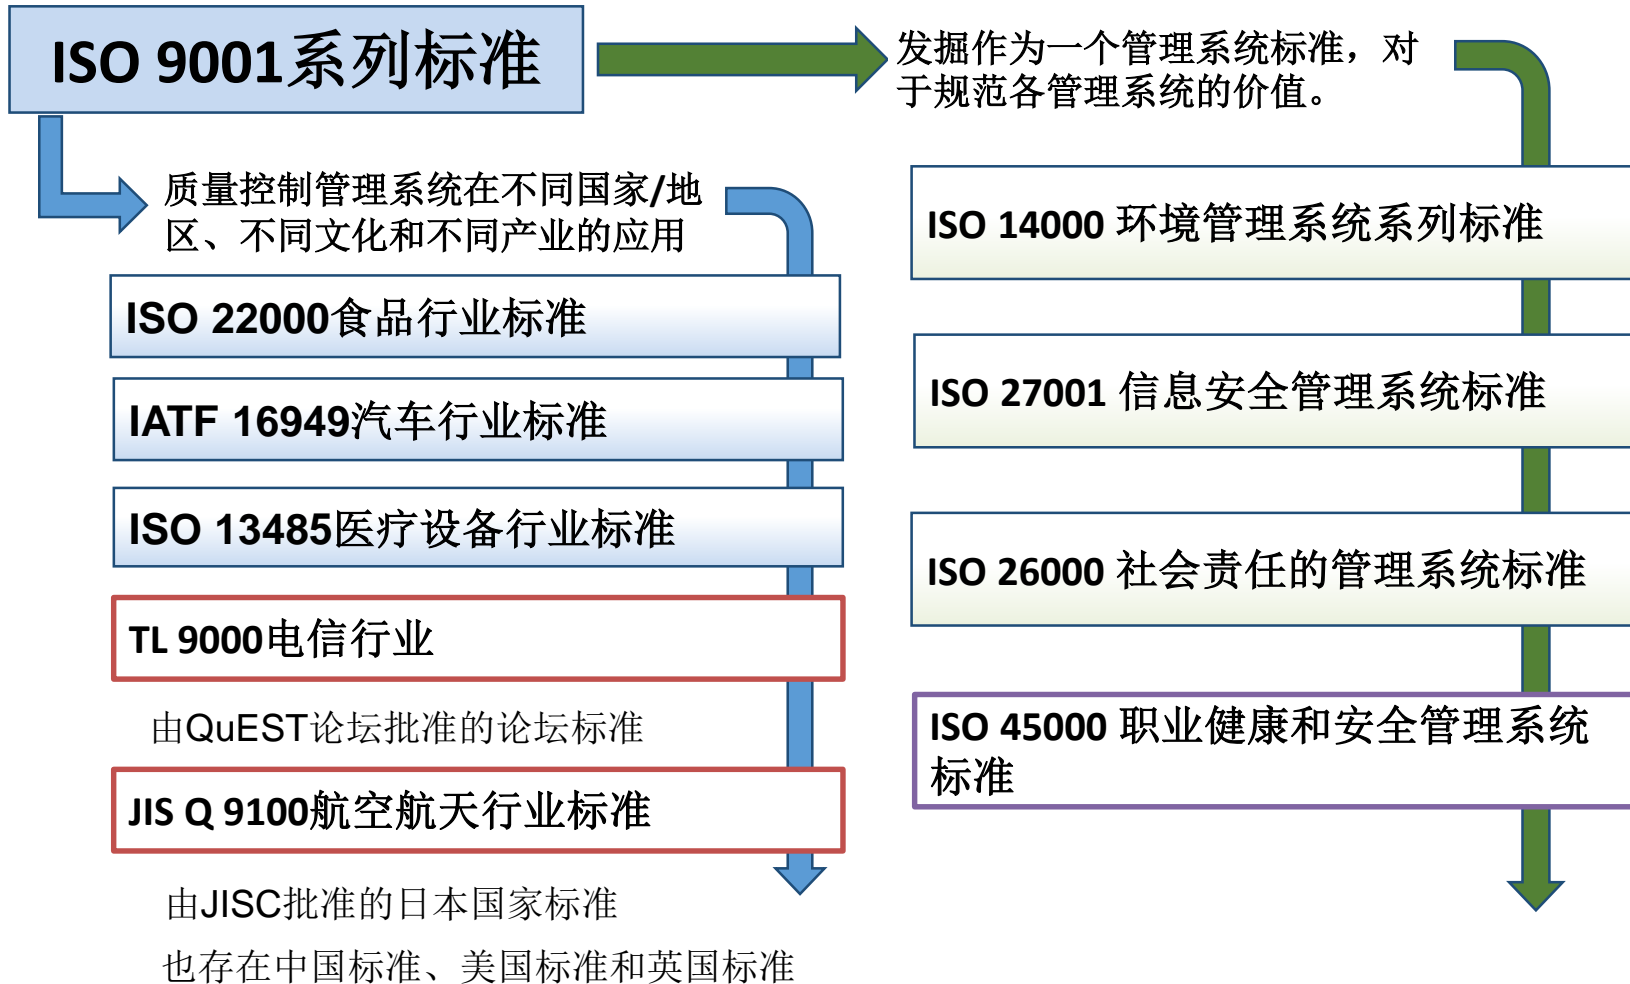 ISO 9001系列标准
发掘作为一个管理系统标准，对
于规范各管理系统的价值。
质量控制管理系统在不同国家/地
区、不同文化和不同产业的应用
ISO 22000食品行业标准
IATF 16949汽车行业标准
ISO 13485医疗设备行业标准
TL 9000电信行业
由QuEST论坛批准的论坛标准
JIS Q 9100航空航天行业标准
由JISC批准的日本国家标准
也存在中国标准、美国标准和英国标准
ISO 14000 环境管理系统系列标准
ISO 27001 信息安全管理系统标准
ISO 26000 社会责任的管理系统标准
ISO 45000 职业健康和安全管理系统
标准